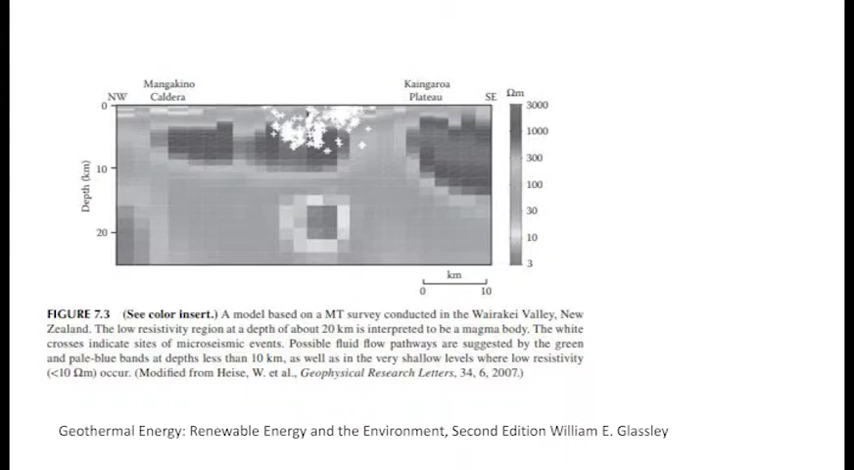 Mangakino
Caldera
Kaingaroa
Plateau
NW
SE
Ωm
0
10
20
Depth (km)
3000
1000
300
100
30
10
3
km
0
10
FIGURE 7.3 (See color insert.) A model based on a MT survey conducted in the Wairakei Valley, New
Zealand. The low resistivity region at a depth of about 20 km is interpreted to be a magma body. The white
crosses indicate sites of microseismic events. Possible fluid flow pathways are suggested by the green
and pale-blue bands at depths less than 10 km, as well as in the very shallow levels where low resistivity
(<10 Ωm) occur. (Modified from Heise, W. et al., Geophysical Research Letters, 34, 6, 2007.)
Geothermal Energy: Renewable Energy and the Environment, Second Edition William E. Glassley